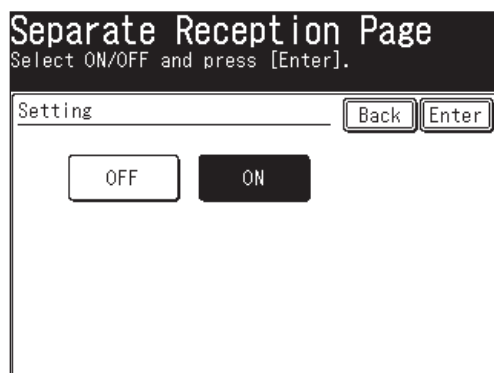 Separate Reception Page
Select ON/OFF and press [Enter].
Setting Back Enter
OFF ON